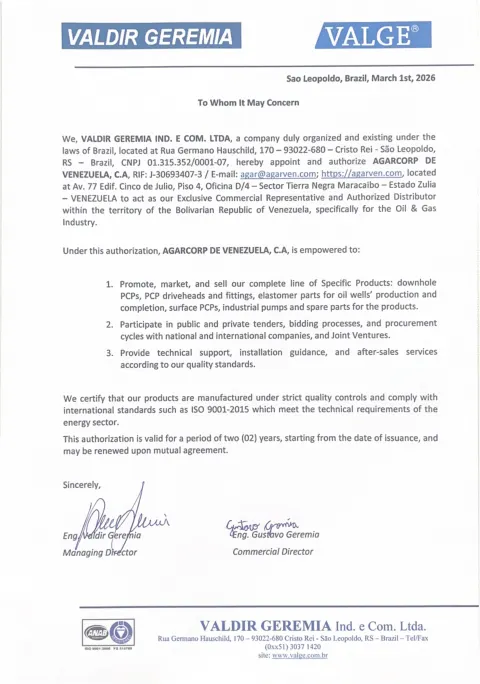 VALDIR GEREMIA
VALGE®
Sao Leopoldo, Brazil, March 1st, 2026
To Whom It May Concern
We, VALDIR GEREMIA IND. E COM. LTDA, a company duly organized and existing under the
laws of Brazil, located at Rua Germano Hauschild, 170 – 93022-680 – Cristo Rei - São Leopoldo,
RS – Brazil, CNPJ 01.315.352/0001-07, hereby appoint and authorize AGARCORP DE
VENEZUELA, C.A, RIF: J-30693407-3 / E-mail: agar@agarven.com; https://agarven.com, located
at Av. 77 Edif. Cinco de Julio, Piso 4, Oficina D/4 – Sector Tierra Negra Maracaibo – Estado Zulia
– VENEZUELA to act as our Exclusive Commercial Representative and Authorized Distributor
within the territory of the Bolivarian Republic of Venezuela, specifically for the Oil & Gas
Industry.
Under this authorization, AGARCORP DE VENEZUELA, C.A, is empowered to:
1. Promote, market, and sell our complete line of Specific Products: downhole
PCPs, PCP driveheads and fittings, elastomer parts for oil wells' production and
completion, surface PCPs, industrial pumps and spare parts for the products.
2. Participate in public and private tenders, bidding processes, and procurement
cycles with national and international companies, and Joint Ventures.
3. Provide technical support, installation guidance, and after-sales services
according to our quality standards.
We certify that our products are manufactured under strict quality controls and comply with
international standards such as ISO 9001-2015 which meet the technical requirements of the
energy sector.
This authorization is valid for a period of two (02) years, starting from the date of issuance, and
may be renewed upon mutual agreement.
Sincerely,
Eng. Valdir Geremia
Managing Director
Gustavo Geremia
Eng. Gustavo Geremia
Commercial Director
ANAB
VALDIR GEREMIA Ind. e Com. Ltda.
Rua Germano Hauschild, 170 – 93022-680 Cristo Rei - São Leopoldo, RS – Brazil – Tel/Fax
(0xx51) 3037 1420
site: www.valge.com.br